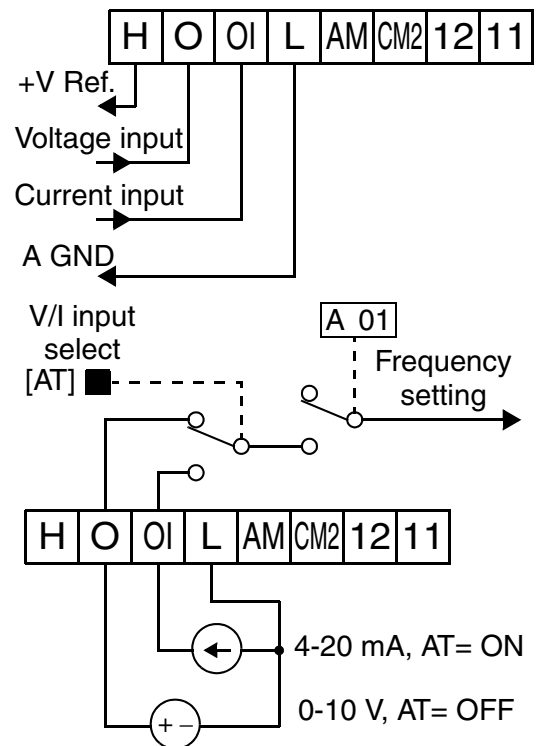 H O OI L AM CM2 12 11
+V Ref.
Voltage input
Current input
A GND
V/I input
select
[AT]
A 01
Frequency
setting
H O OI L AM CM2 12 11
4-20 mA, AT= ON
0-10 V, AT= OFF
+ −